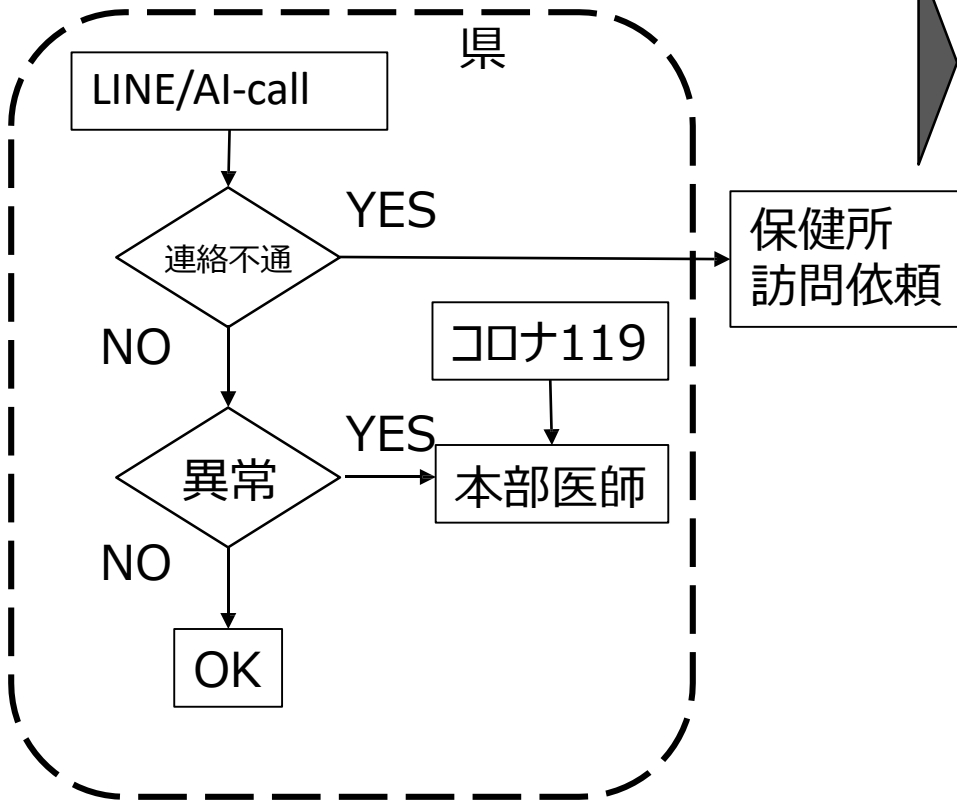 県
LINE/AI-call
YES
連絡不通
保健所
訪問依頼
NO
コロナ119
YES
異常
本部医師
NO
OK